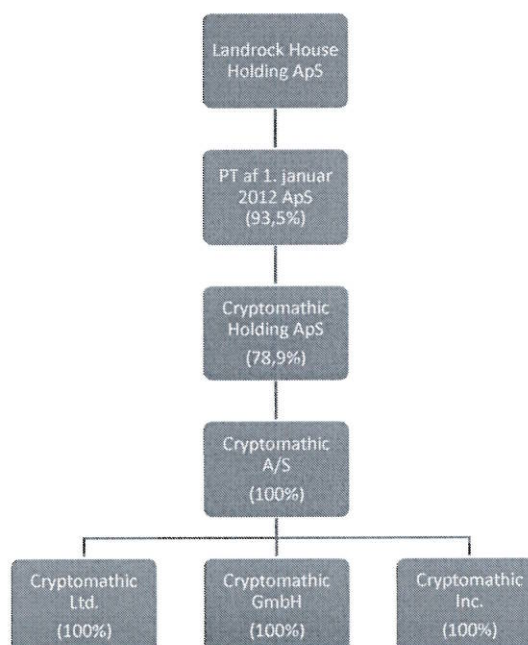 Landrock House
Holding ApS
PT af 1. januar
2012 ApS
(93,5%)
Cryptomathic
Holding ApS
(78,9%)
Cryptomathic
A/S
(100%)
Cryptomathic
Ltd.
(100%)
Cryptomathic
GmbH
(100%)
Cryptomathic
Inc.
(100%)